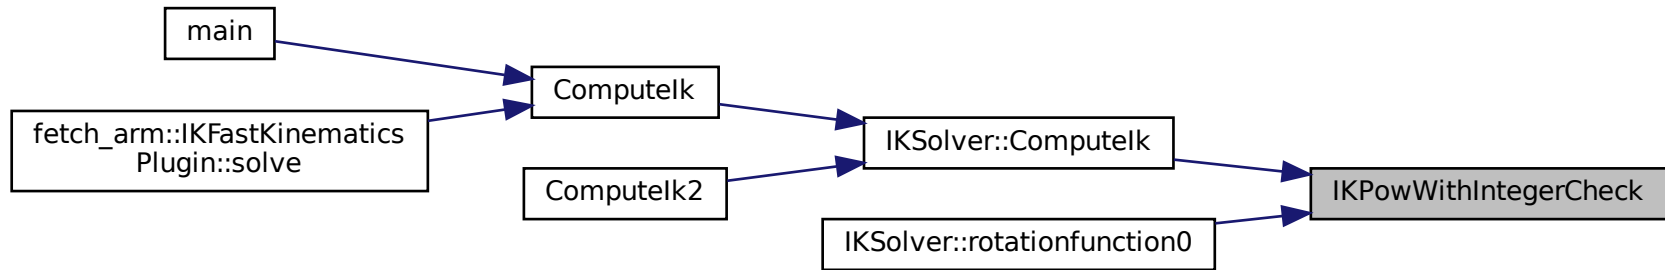 main
fetch_arm::IKFastKinematics
Plugin::solve
ComputeIk
ComputeIk2
IKSolver::ComputeIk
IKSolver::rotationfunction0
IKPowWithIntegerCheck